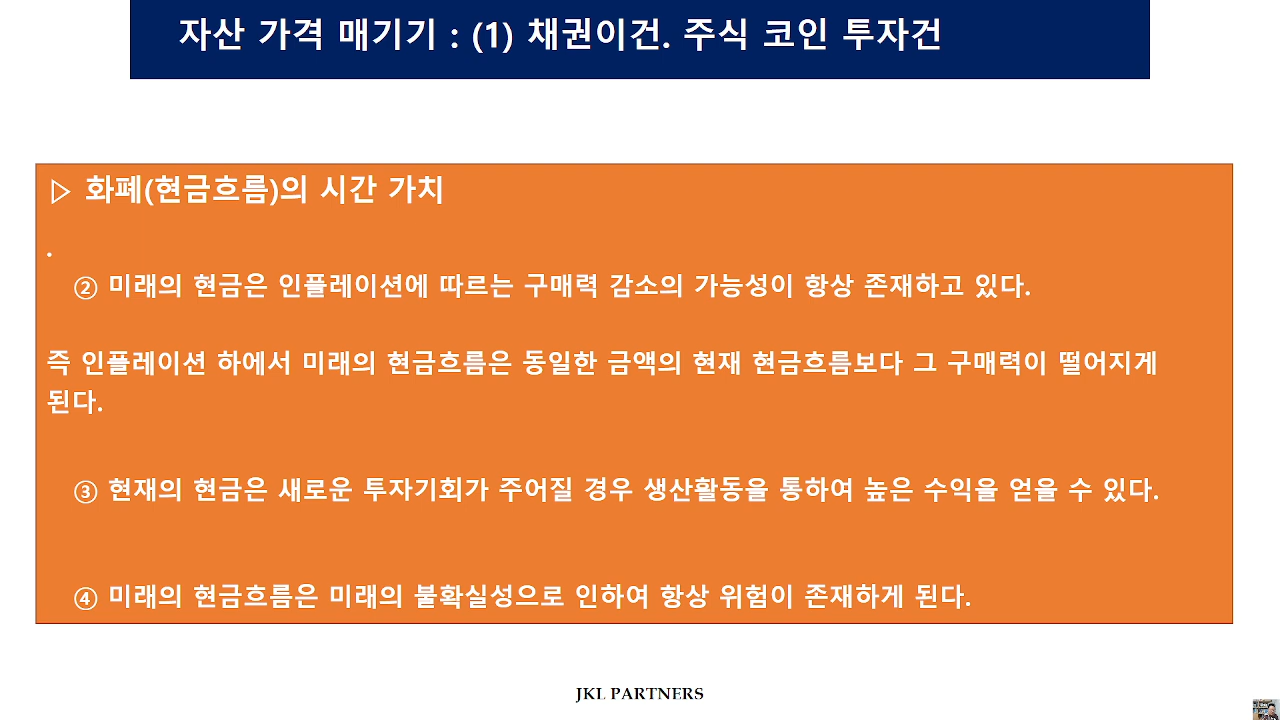 자산 가격 매기기 : (1) 채권이건. 주식 코인 투자건
▷ 화폐(현금흐름)의 시간 가치
.
② 미래의 현금은 인플레이션에 따르는 구매력 감소의 가능성이 항상 존재하고 있다.
즉 인플레이션 하에서 미래의 현금흐름은 동일한 금액의 현재 현금흐름보다 그 구매력이 떨어지게
된다.
③ 현재의 현금은 새로운 투자기회가 주어질 경우 생산활동을 통하여 높은 수익을 얻을 수 있다.
④ 미래의 현금흐름은 미래의 불확실성으로 인하여 항상 위험이 존재하게 된다.
JKL PARTNERS